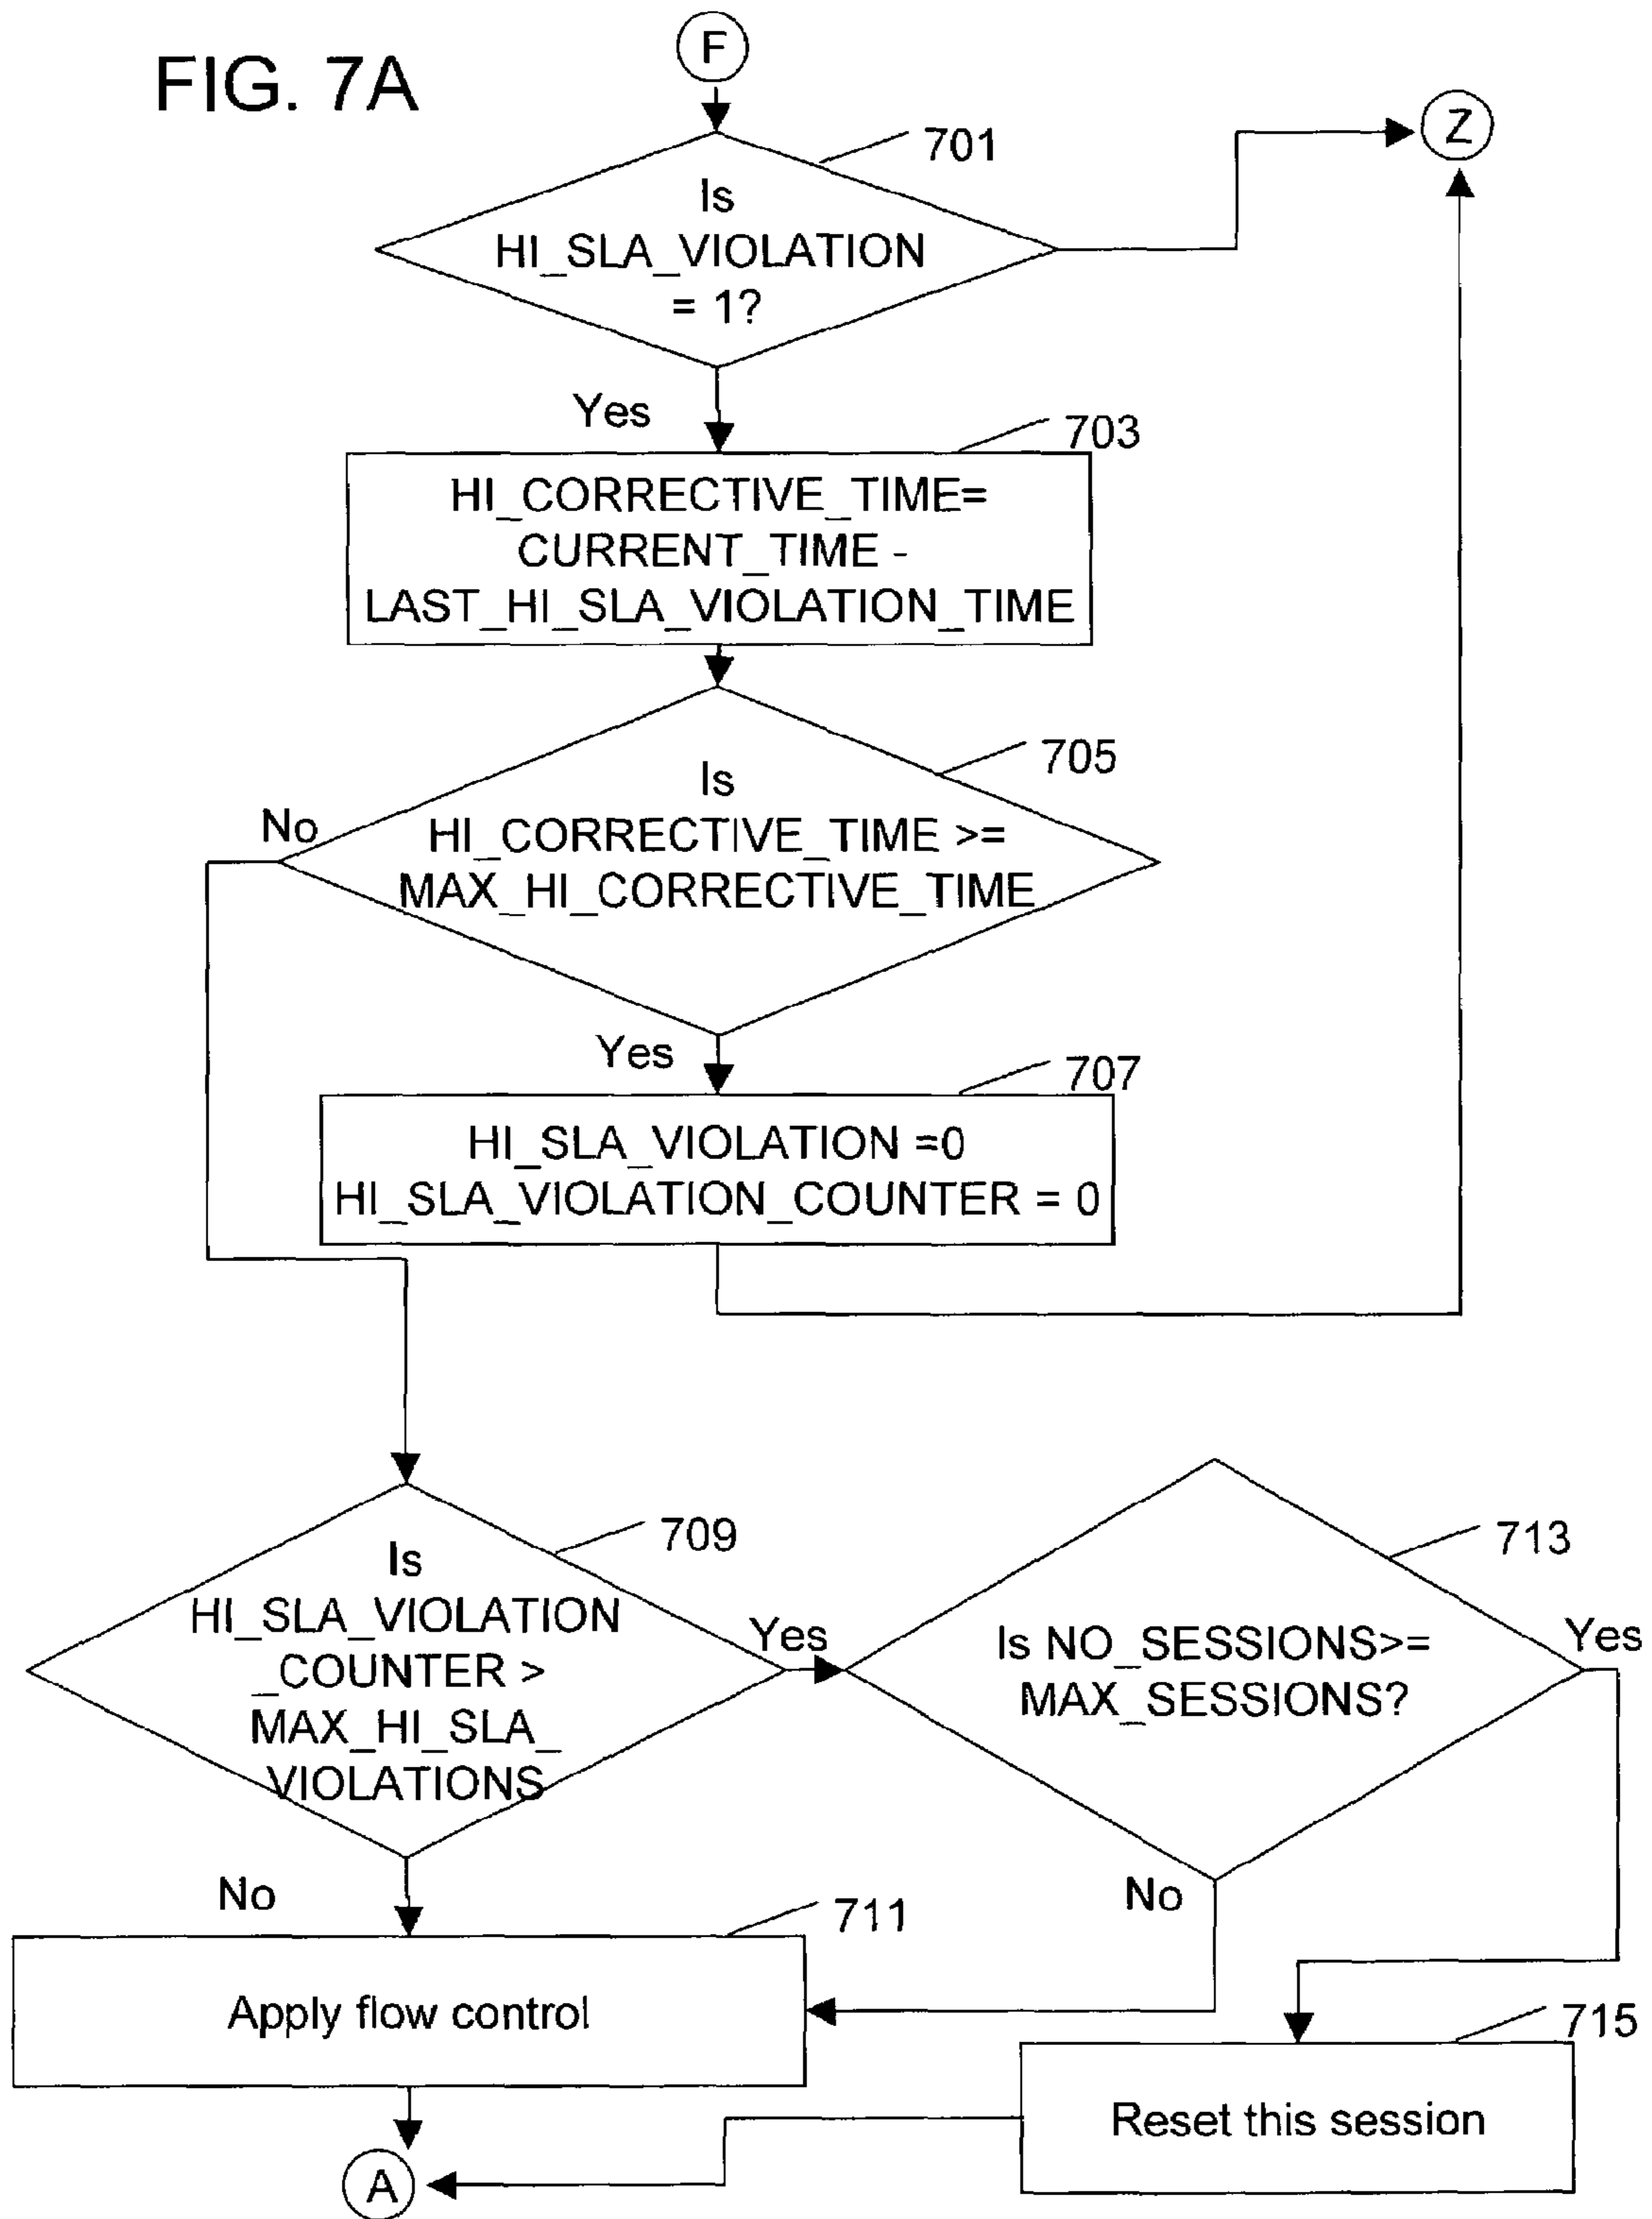 FIG. 7A
F
Z
701
Is
HI_SLA_VIOLATION
= 1?
Yes
703
HI_CORRECTIVE_TIME=
CURRENT_TIME -
LAST_HI_SLA_VIOLATION_TIME
705
Is
No
HI_CORRECTIVE_TIME >=
MAX_HI_CORRECTIVE_TIME
Yes
707
HI_SLA_VIOLATION =0
HI_SLA_VIOLATION_COUNTER = 0
709
Is
HI_SLA_VIOLATION
_COUNTER >
MAX_HI_SLA_
VIOLATIONS
Yes
713
Is NO_SESSIONS>=
MAX_SESSIONS?
Yes
No
No
711
Apply flow control
715
Reset this session
A